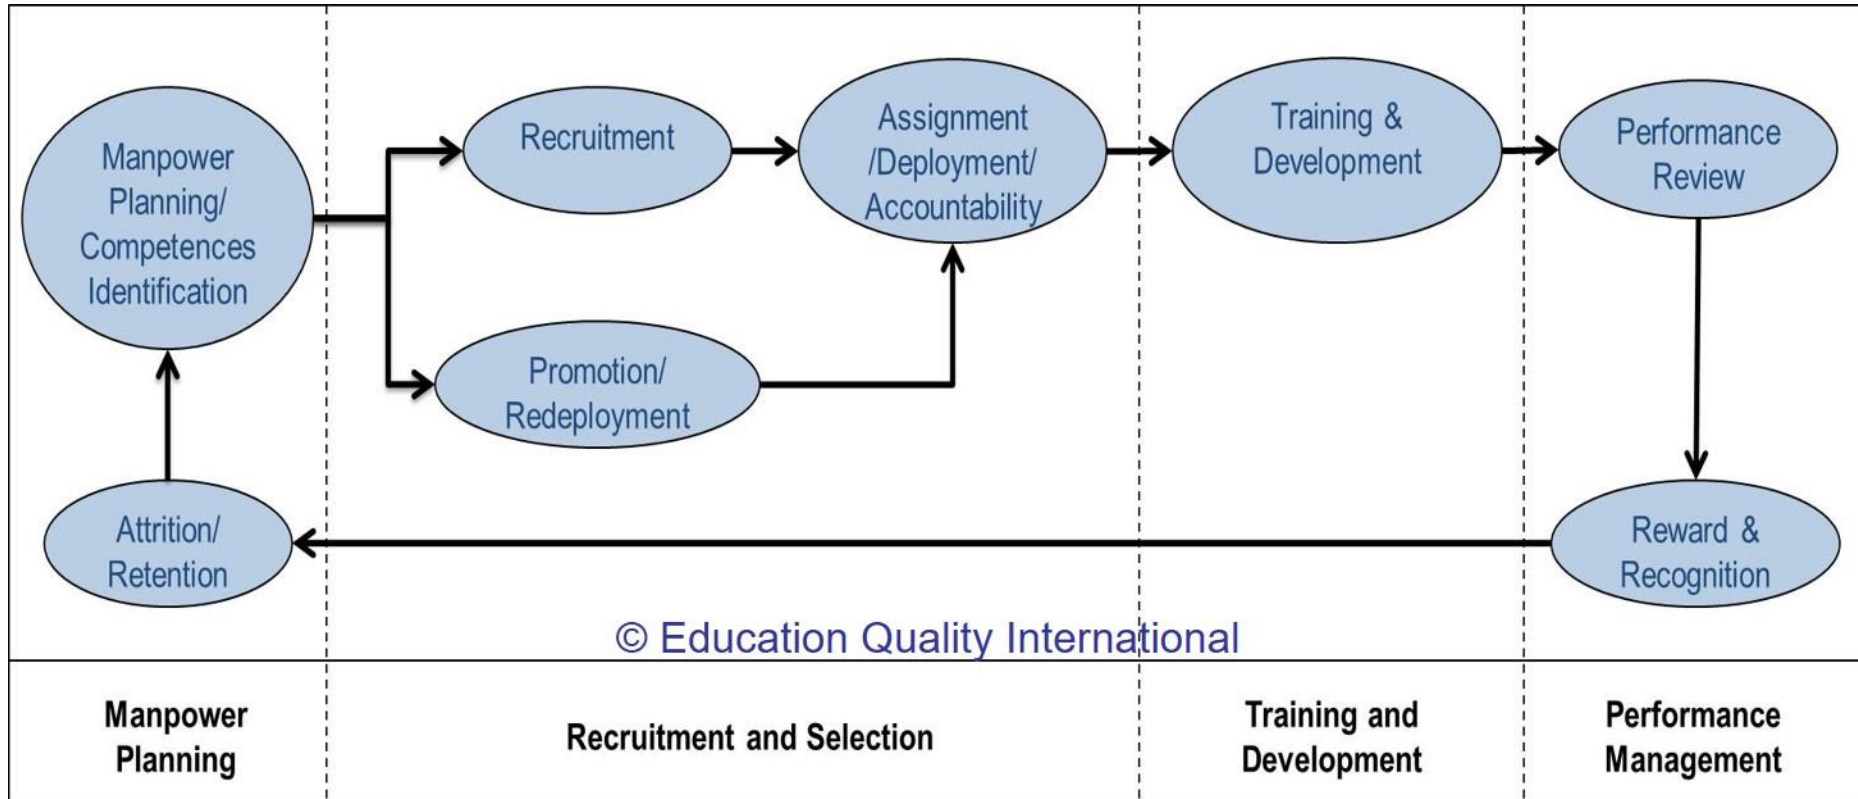 Manpower
Planning/
Competences
Identification
Recruitment
Assignment
/Deployment/
Accountability
Training &
Development
Performance
Review
Promotion/
Redeployment
Attrition/
Retention
Reward &
Recognition
© Education Quality International
Manpower
Planning
Recruitment and Selection
Training and
Development
Performance
Management